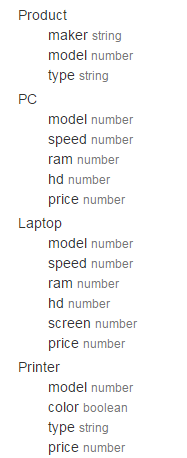 Product
maker string
model number
type string
PC
model number
speed number
ram number
hd number
price number
Laptop
model number
speed number
ram number
hd number
screen number
price number
Printer
model number
color boolean
type string
price number